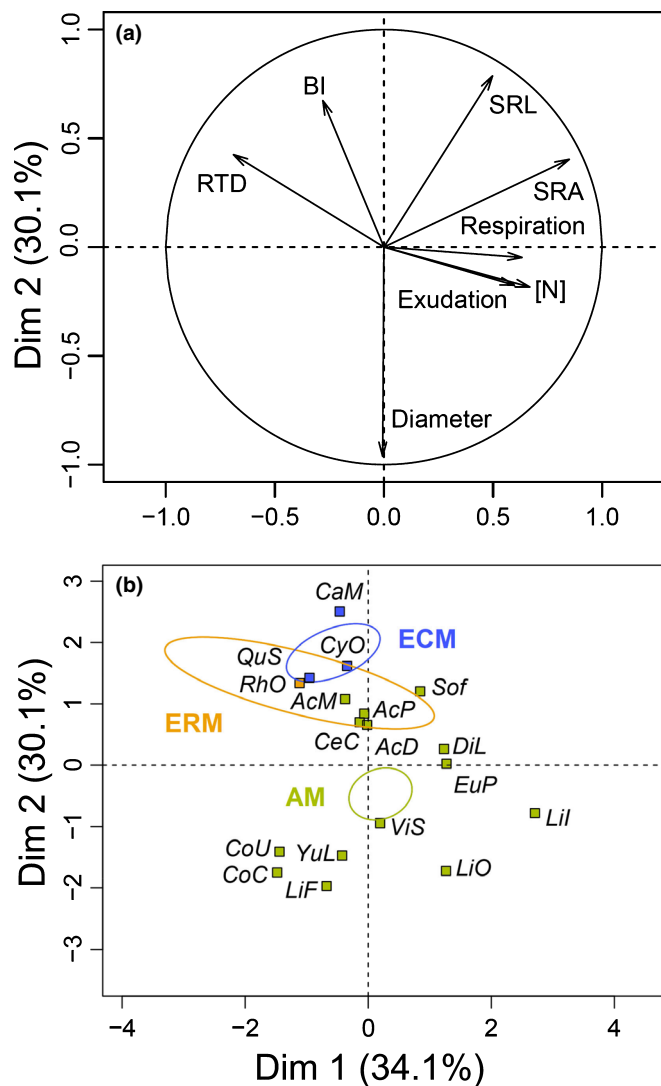 (a)
1.0
0.5
0.0
−0.5
−1.0
Dim 2 (30.1%)
BI
SRL
RTD
SRA
Respiration
Exudation
[N]
Diameter
−1.0
−0.5
0.0
0.5
1.0
(b)
3
2
1
0
−1
−2
−3
Dim 2 (30.1%)
CaM
ECM
CyO
QuS
RhO
Sof
AcM
AcP
ERM
CeC
AcD
DiL
EuP
AM
LiI
ViS
CoU
YuL
CoC
LiF
LiO
−4
−2
0
2
4
Dim 1 (34.1%)